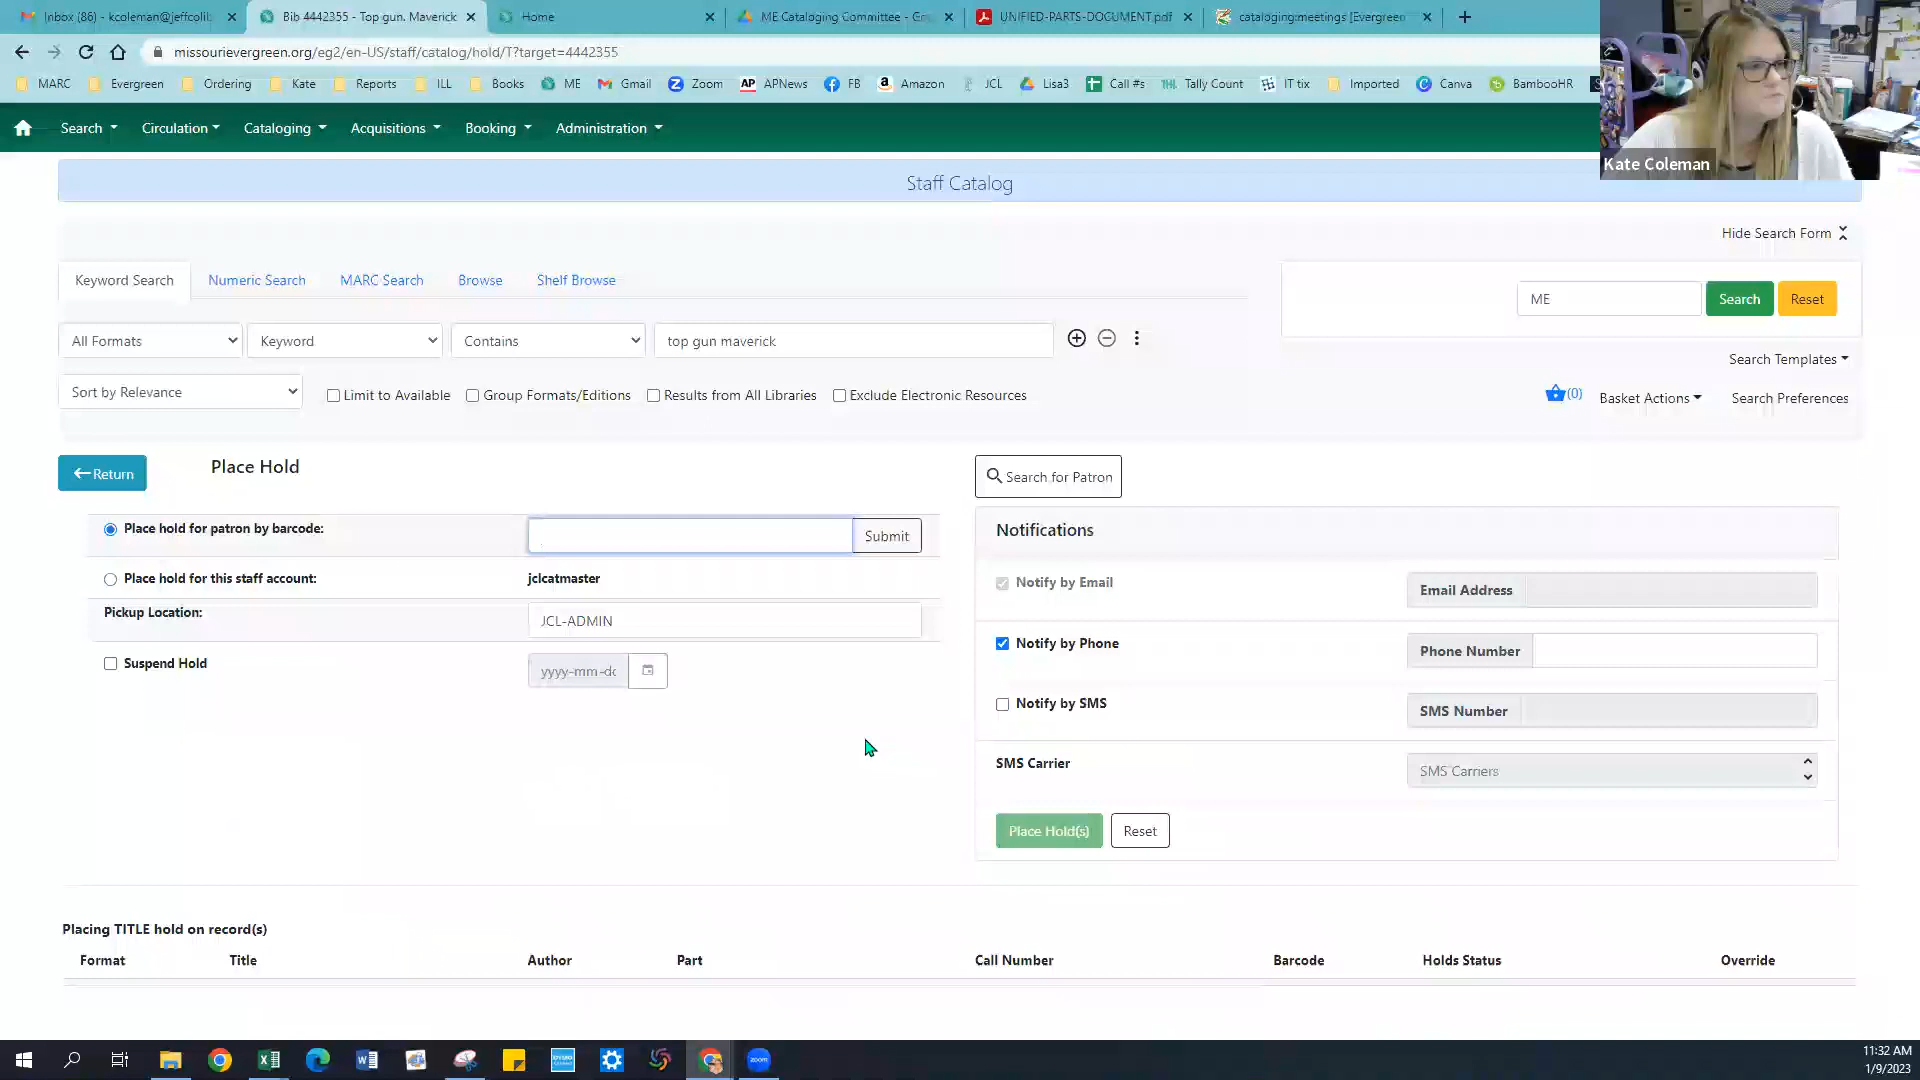 Inbox (86) - kcoleman@jeffcolib
Bib 4442355 - Top gun. Maverick
Home
ME Cataloging Committee - Go
UNIFIED-PARTS-DOCUMENT.pdf
cataloging:meetings [Evergreen
missourievergreen.org/eg2/en-US/staff/catalog/hold/T?target=4442355
MARC Evergreen Ordering Kate Reports ILL Books ME Gmail Zoom APNews FB Amazon JCL Lisa3 Call #s Tally Count IT tix Imported Canva BambooHR
Search Circulation Cataloging Acquisitions Booking Administration
Kate Coleman
Staff Catalog
Hide Search Form
Keyword Search Numeric Search MARC Search Browse Shelf Browse
ME Search Reset
All Formats Keyword Contains top gun maverick
Search Templates
Sort by Relevance Limit to Available Group Formats/Editions Results from All Libraries Exclude Electronic Resources
(0) Basket Actions Search Preferences
Return Place Hold
Search for Patron
Place hold for patron by barcode: Submit
Place hold for this staff account: jclcatmaster
Pickup Location: JCL-ADMIN
Suspend Hold yyyy-mm-dd
Notifications
Notify by Email Email Address
Notify by Phone Phone Number
Notify by SMS SMS Number
SMS Carrier SMS Carriers
Place Hold(s) Reset
Placing TITLE hold on record(s)
Format Title Author Part Call Number Barcode Holds Status Override
zoom
11:32 AM
1/9/2023